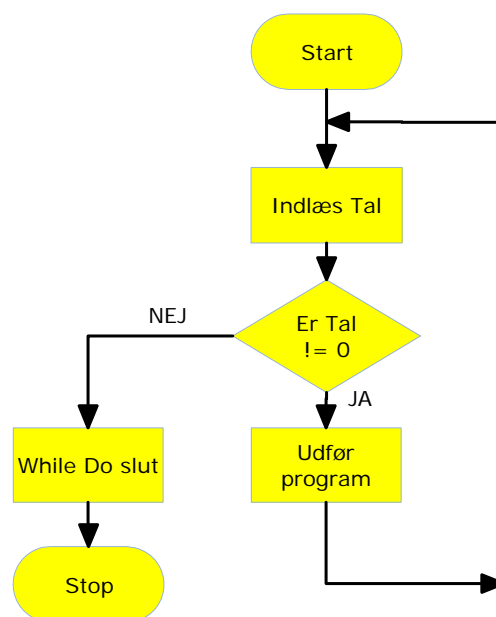 Start
Indlæs Tal
Er Tal
!= 0
NEJ
JA
While Do slut
Udfør
program
Stop